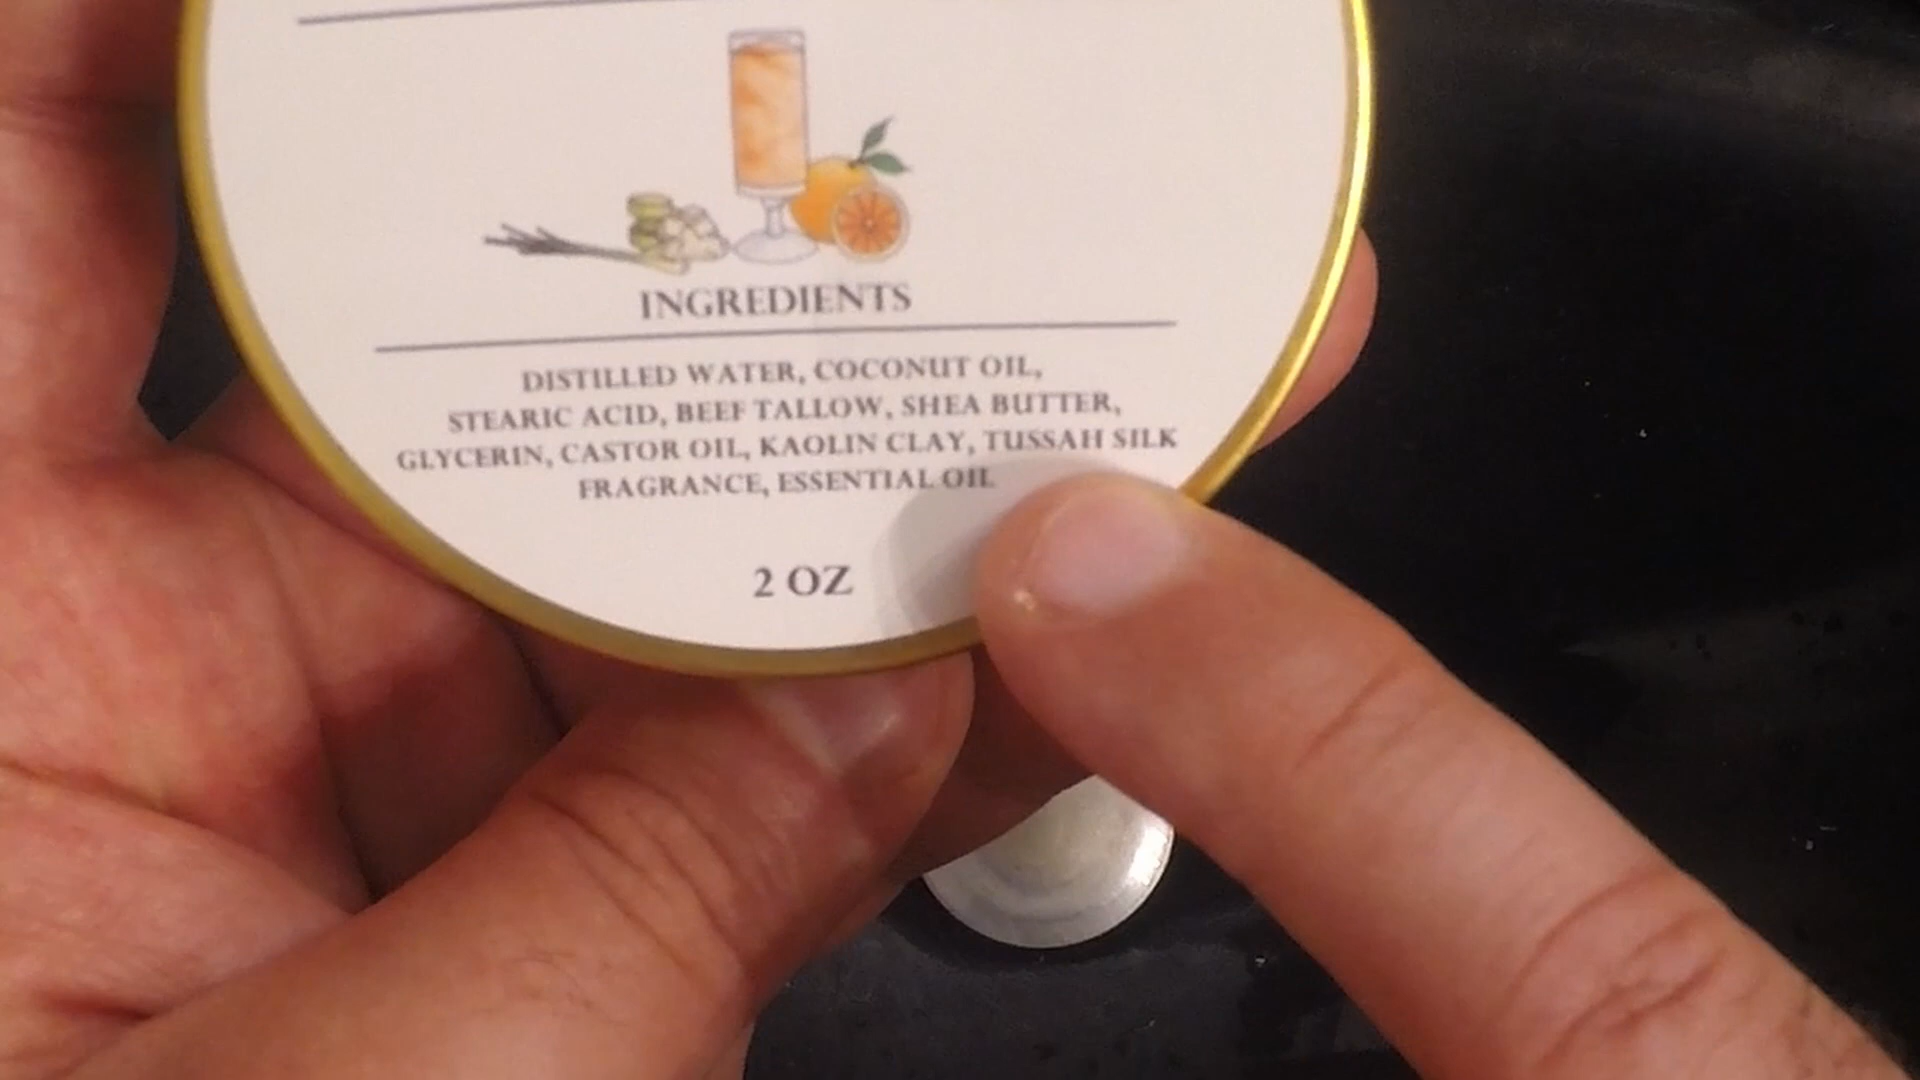 INGREDIENTS
DISTILLED WATER, COCONUT OIL,
STEARIC ACID, BEEF TALLOW, SHEA BUTTER,
GLYCERIN, CASTOR OIL, KAOLIN CLAY, TUSSAH SILK
FRAGRANCE, ESSENTIAL OIL
2 OZ